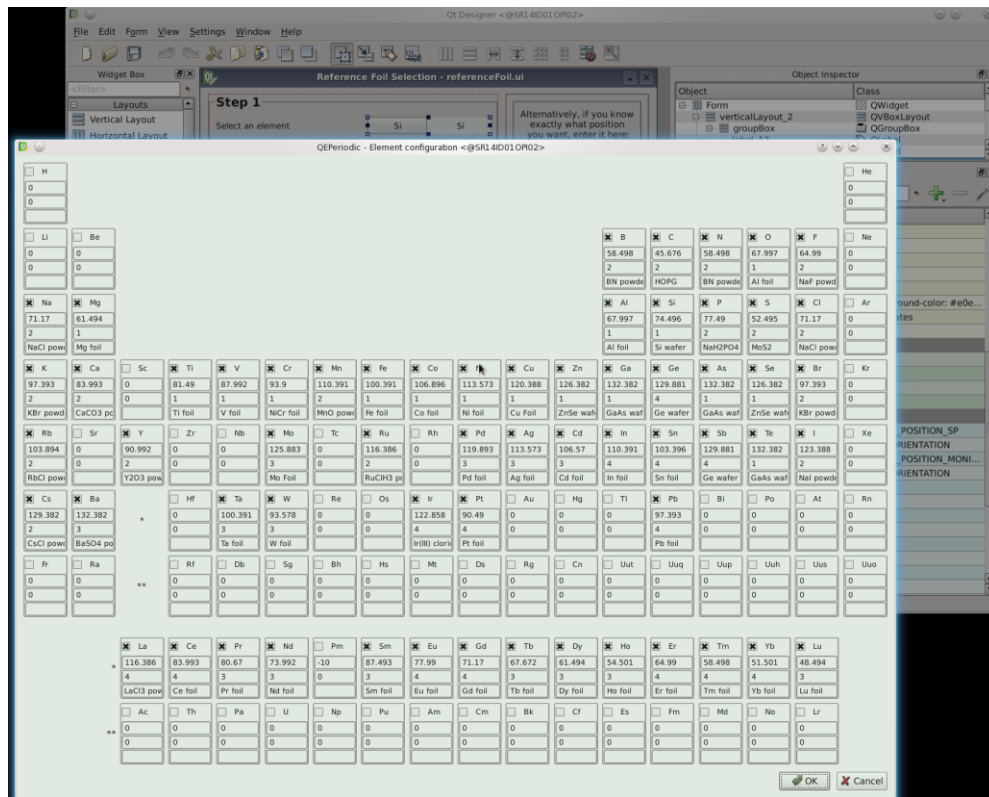 Qt Designer <@SR14ID01OPI02>
File Edit Form View Settings Window Help
Widget Box
Reference Foil Selection - referenceFoil.ui
Object Inspector
<Filter>
Layouts
Vertical Layout
Horizontal Layout
Step 1
Select an element
Si Si
Alternatively, if you know
exactly what position
you want, enter it here:
Object Class
Form QWidget
verticalLayout_2 QVBoxLayout
groupBox QGroupBox
QEPeriodic - Element configuration <@SR14ID01OPI02>
H He
0 0
0 0
Li Be B C N O F Ne
0 0 58.498 45.676 58.498 67.997 64.99 0
0 0 2 2 2 1 2 0
BN powde HOPG BN powde Al foil NaF powd
Na Mg Al Si P S Cl Ar
71.17 61.494 67.997 74.496 77.49 52.495 71.17 0
2 1 1 1 2 2 2 0
NaCl pow Mg foil Al foil Si wafer NaH2PO4 MoS2 NaCl pow
K Ca Sc Ti V Cr Mn Fe Co Cu Zn Ga Ge As Se Br Kr
97.393 83.993 0 81.49 87.992 93.9 110.391 100.391 106.896 113.573 120.388 126.382 132.382 129.881 132.382 126.382 97.393 0
2 2 0 1 1 1 2 1 1 1 1 1 1 4 1 1 2 0
KBr powd CaCO3 pc Ti foil V foil NiCr foil MnO pow Fe foil Co foil Ni foil Cu Foil ZnSe waf GaAs waf Ge wafer GaAs waf ZnSe waf KBr powd
Rb Sr Y Zr Nb Mo Tc Ru Rh Pd Ag Cd In Sn Sb Te I Xe
103.894 0 90.992 0 0 125.883 0 116.386 0 119.893 113.573 106.57 110.391 103.396 129.881 132.382 123.388 0
2 0 2 0 0 3 0 2 0 3 3 3 4 4 4 1 2 0
RbCl pow Y2O3 pow Mo Foil RuClH3 p Pd foil Ag foil Cd foil In foil Sn foil Ge wafer GaAs waf NaI powd
Cs Ba Hf Ta W Re Os Ir Pt Au Hg Tl Pb Bi Po At Rn
129.382 132.382 * 0 100.391 93.578 0 0 122.858 90.49 0 0 0 97.393 0 0 0 0
2 3 0 3 3 0 0 4 4 0 0 0 4 0 0 0 0
CsCl pow BaSO4 po Ta foil W foil Ir(III) clori Pt foil Pb foil
Fr Ra Rf Db Sg Bh Hs Mt Ds Rg Cn Uut Uuq Uup Uuh Uus Uuo
0 0 ** 0 0 0 0 0 0 0 0 0 0 0 0 0 0 0
0 0 0 0 0 0 0 0 0 0 0 0 0 0 0 0 0
La Ce Pr Nd Pm Sm Eu Gd Tb Dy Ho Er Tm Yb Lu
* 116.386 83.993 80.67 73.992 -10 87.493 77.99 71.17 67.672 61.494 54.501 64.99 58.498 51.501 48.494
4 4 3 3 0 3 4 4 3 3 3 4 4 4 3
LaCl3 pow Ce foil Pr foil Nd foil Sm foil Eu foil Gd foil Tb foil Dy foil Ho foil Er foil Tm foil Yb foil Lu foil
Ac Th Pa U Np Pu Am Cm Bk Cf Es Fm Md No Lr
** 0 0 0 0 0 0 0 0 0 0 0 0 0 0 0
0 0 0 0 0 0 0 0 0 0 0 0 0 0 0
ound-color: #e0e...
ates
_POSITION_SP
RIENTATION
_POSITION_MONI...
RIENTATION
OK Cancel